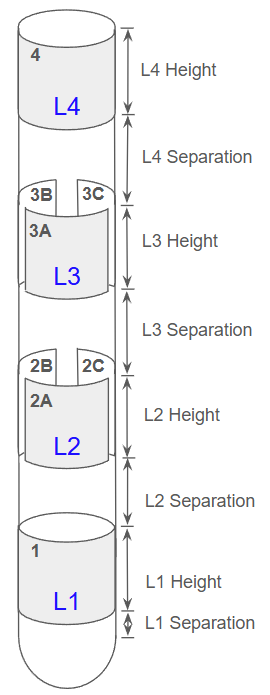 4
L4 Height
L4
L4 Separation
3B 3C
3A
L3 Height
L3
L3 Separation
2B 2C
2A
L2 Height
L2
L2 Separation
1
L1 Height
L1
L1 Separation